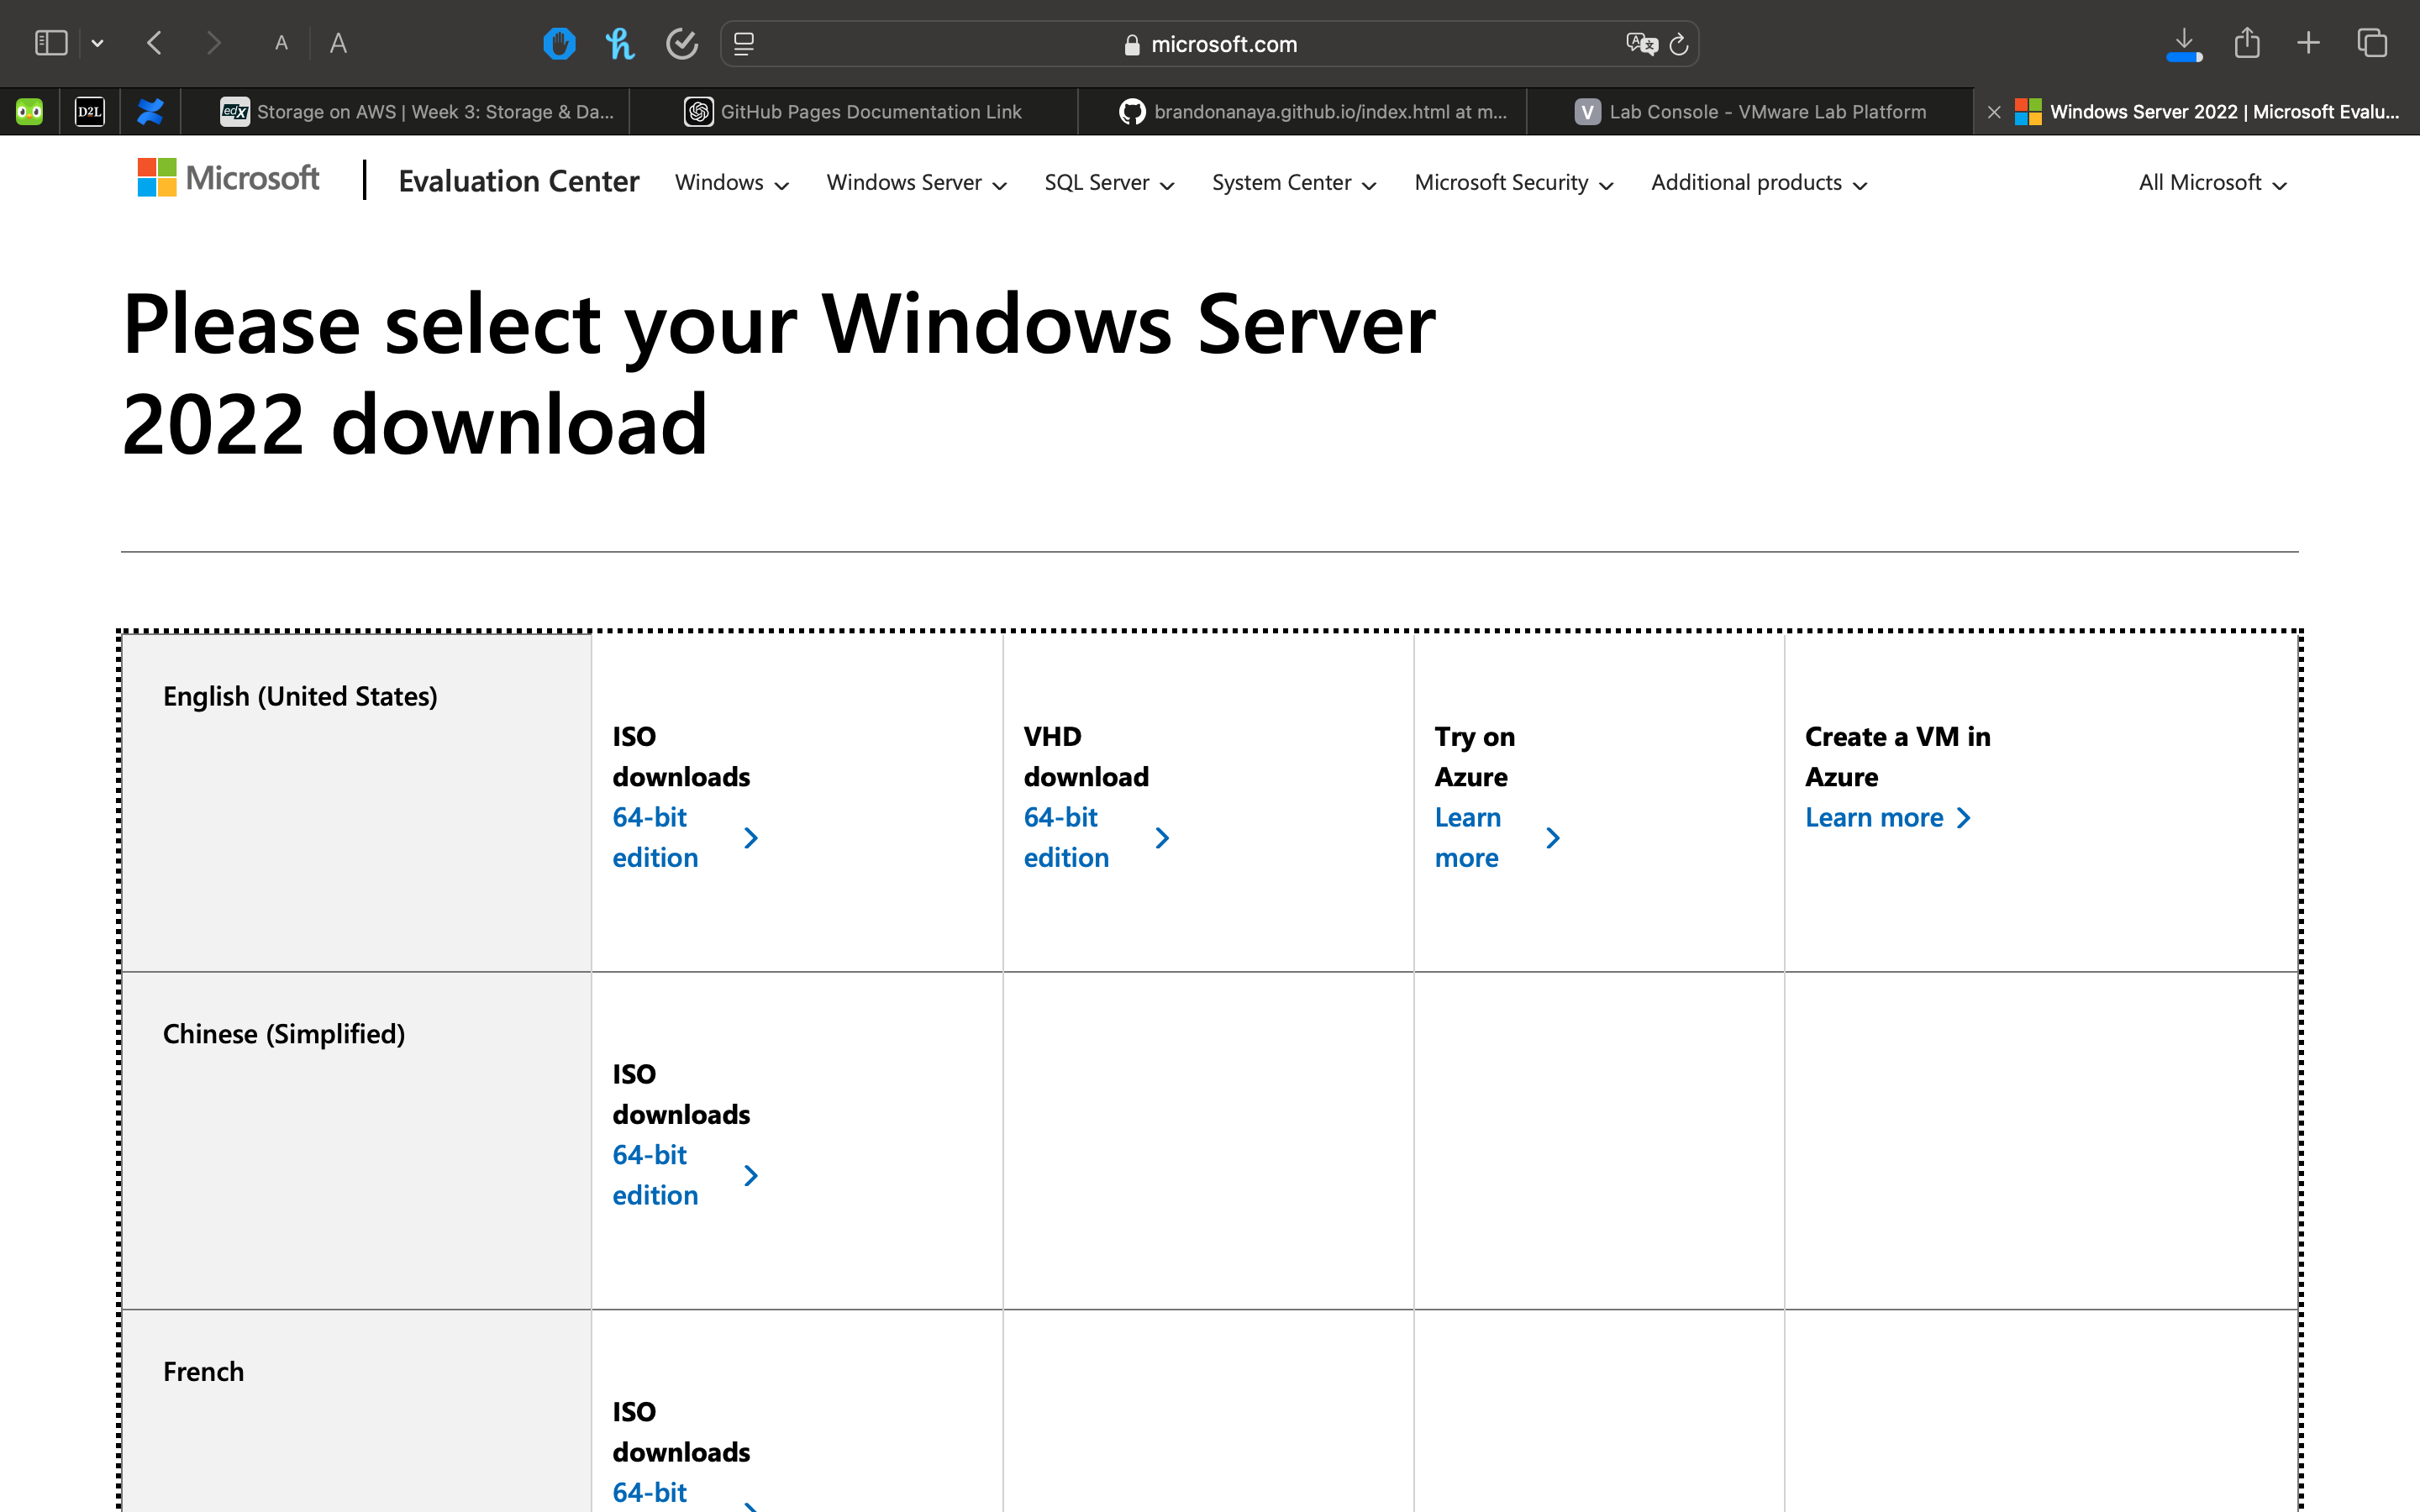 A
A
microsoft.com
D2L
edX
Storage on AWS | Week 3: Storage & Da...
GitHub Pages Documentation Link
brandonanaya.github.io/index.html at m...
V
Lab Console - VMware Lab Platform
Windows Server 2022 | Microsoft Evalu...
Microsoft
Evaluation Center
Windows
Windows Server
SQL Server
System Center
Microsoft Security
Additional products
All Microsoft
Please select your Windows Server
2022 download
English (United States)
ISO
downloads
64-bit
edition
VHD
download
64-bit
edition
Try on
Azure
Learn
more
Create a VM in
Azure
Learn more
Chinese (Simplified)
ISO
downloads
64-bit
edition
French
ISO
downloads
64-bit